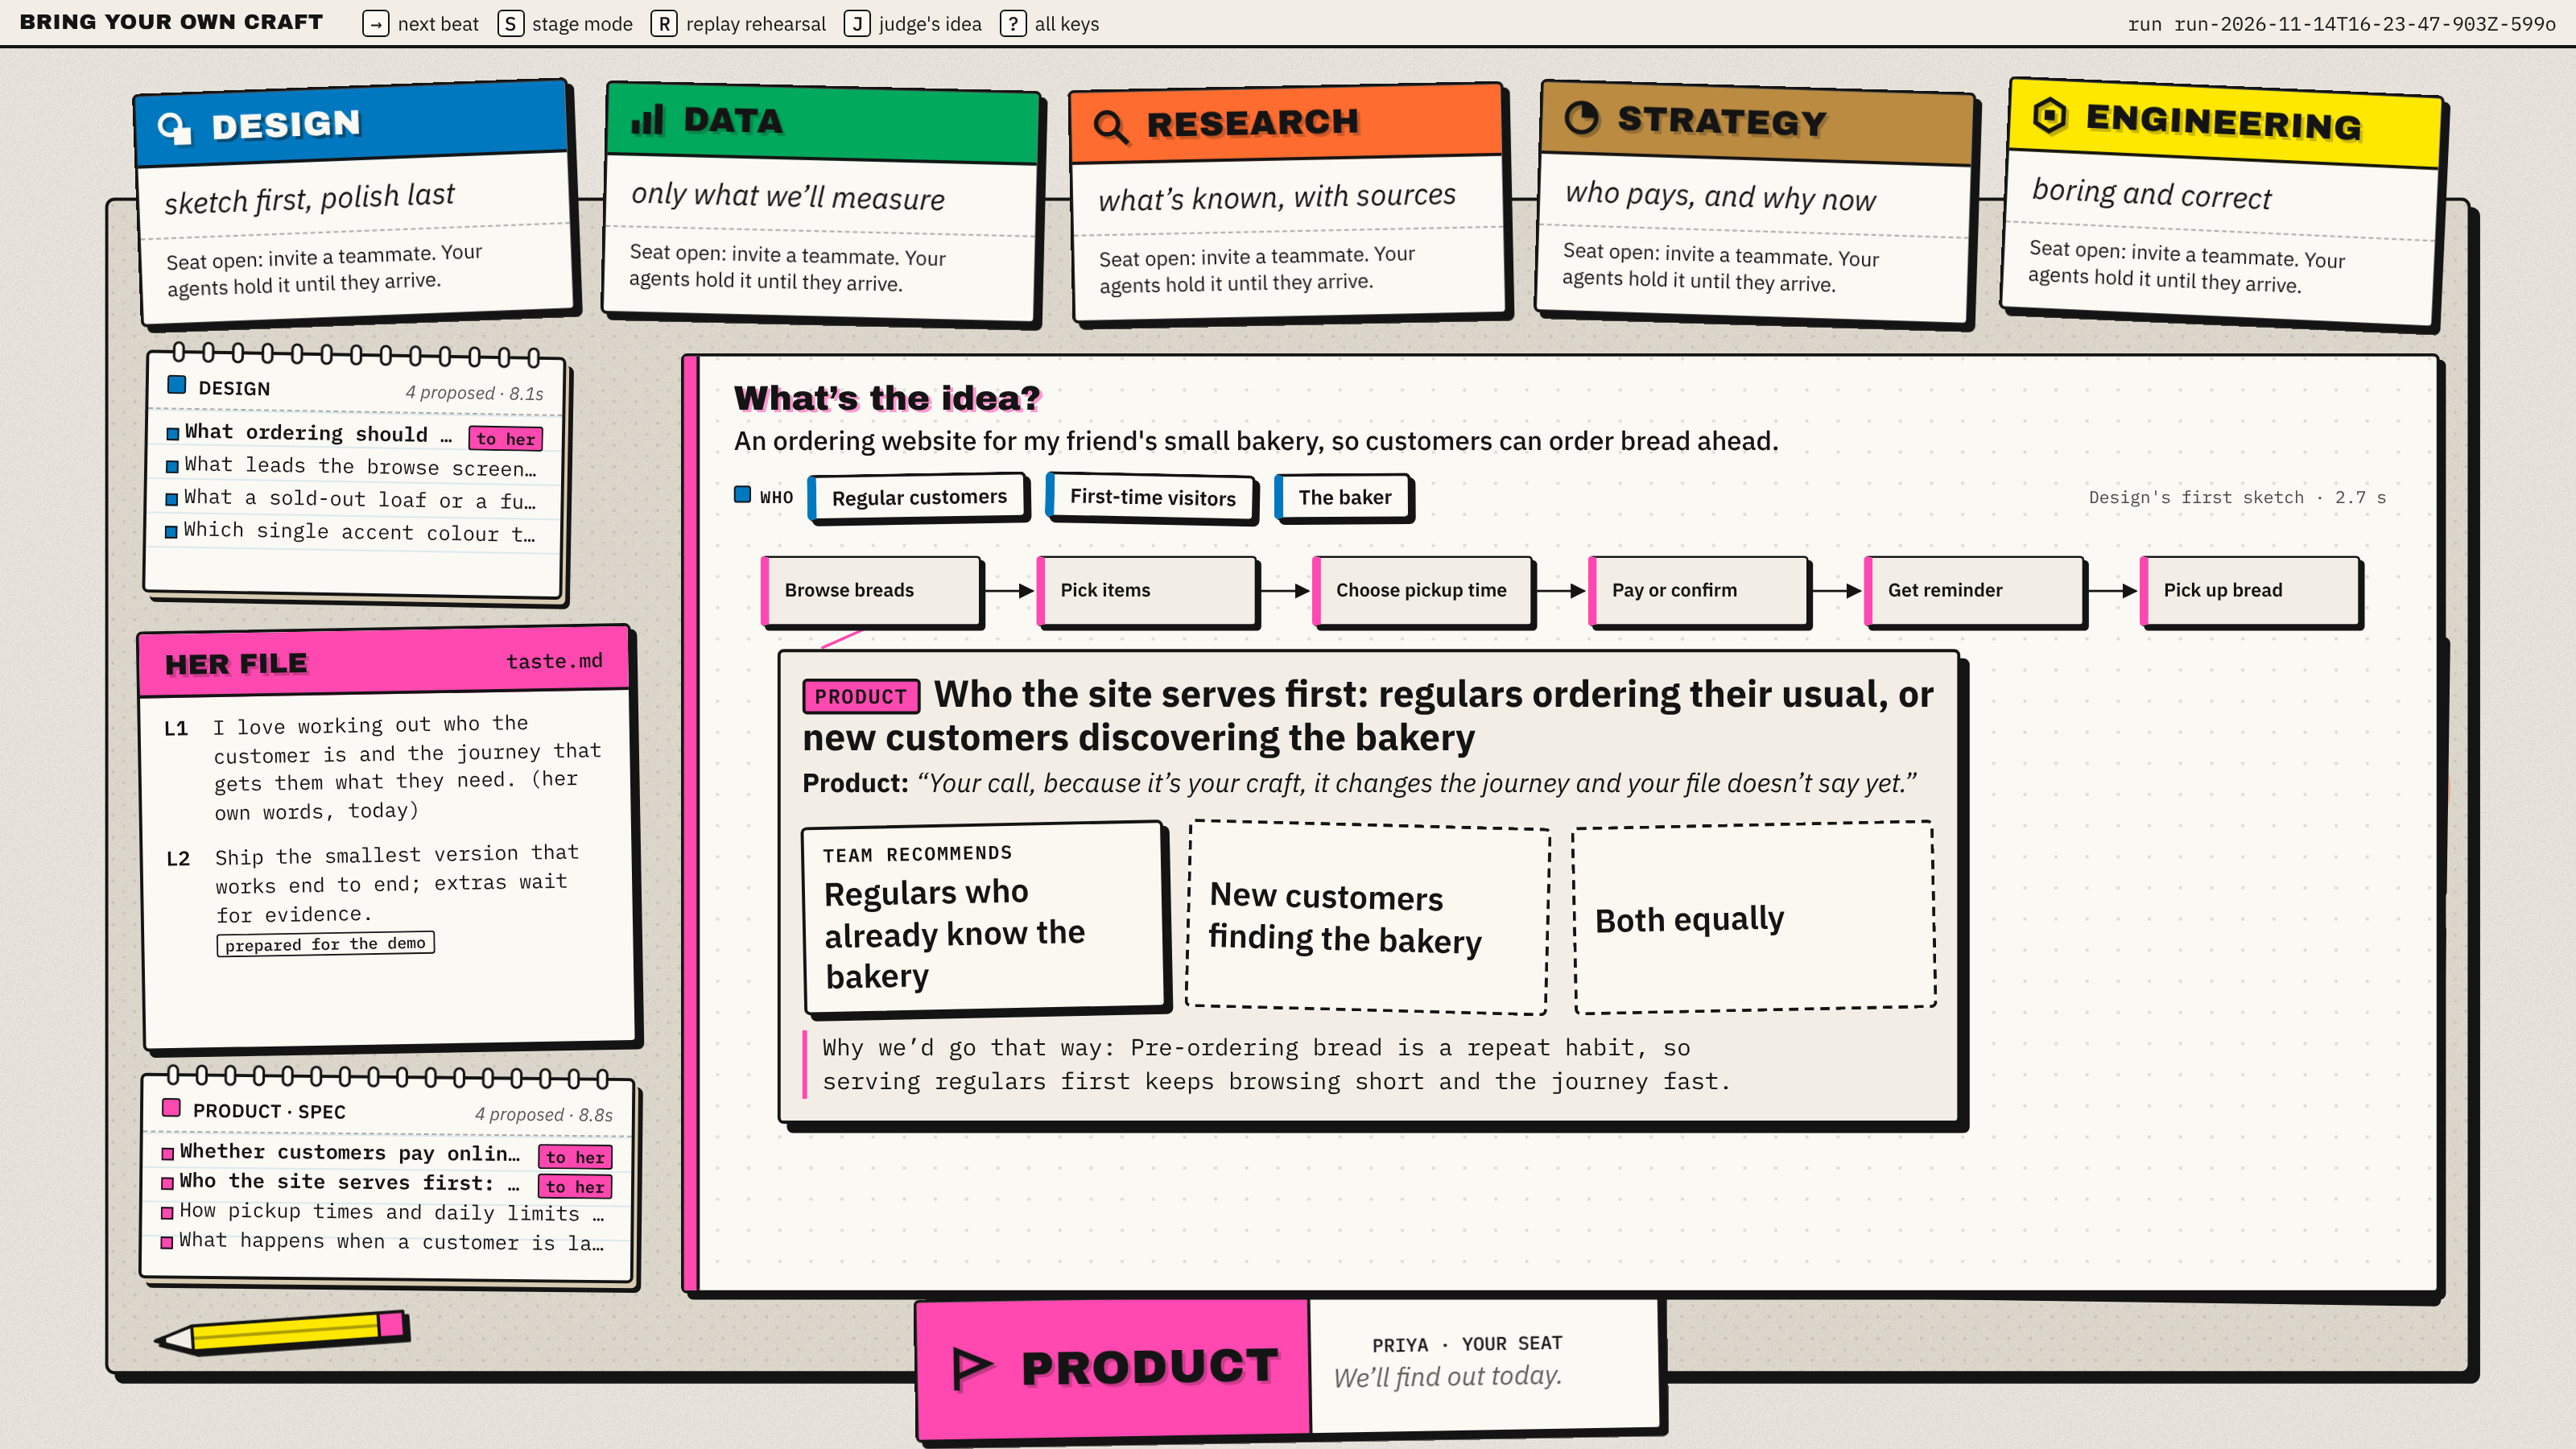 BRING YOUR OWN CRAFT → next beat S stage mode R replay rehearsal J judge's idea ? all keys run run-2026-11-14T16-23-47-903Z-599o
DESIGN
sketch first, polish last
Seat open: invite a teammate. Your
agents hold it until they arrive.
DATA
only what we’ll measure
Seat open: invite a teammate. Your
agents hold it until they arrive.
RESEARCH
what’s known, with sources
Seat open: invite a teammate. Your
agents hold it until they arrive.
STRATEGY
who pays, and why now
Seat open: invite a teammate. Your
agents hold it until they arrive.
ENGINEERING
boring and correct
Seat open: invite a teammate. Your
agents hold it until they arrive.
DESIGN 4 proposed · 8.1s
What ordering should … to her
What leads the browse screen…
What a sold-out loaf or a fu…
Which single accent colour t…
HER FILE taste.md
L1 I love working out who the
customer is and the journey that
gets them what they need. (her
own words, today)
L2 Ship the smallest version that
works end to end; extras wait
for evidence.
prepared for the demo
PRODUCT · SPEC 4 proposed · 8.8s
Whether customers pay onlin… to her
Who the site serves first: … to her
How pickup times and daily limits …
What happens when a customer is la…
What’s the idea?
An ordering website for my friend's small bakery, so customers can order bread ahead.
WHO Regular customers First-time visitors The baker Design's first sketch · 2.7 s
Browse breads Pick items Choose pickup time Pay or confirm Get reminder Pick up bread
PRODUCT Who the site serves first: regulars ordering their usual, or
new customers discovering the bakery
Product: “Your call, because it’s your craft, it changes the journey and your file doesn’t say yet.”
TEAM RECOMMENDS
Regulars who
already know the
bakery
New customers
finding the bakery
Both equally
Why we’d go that way: Pre-ordering bread is a repeat habit, so
serving regulars first keeps browsing short and the journey fast.
PRODUCT
PRIYA · YOUR SEAT
We’ll find out today.